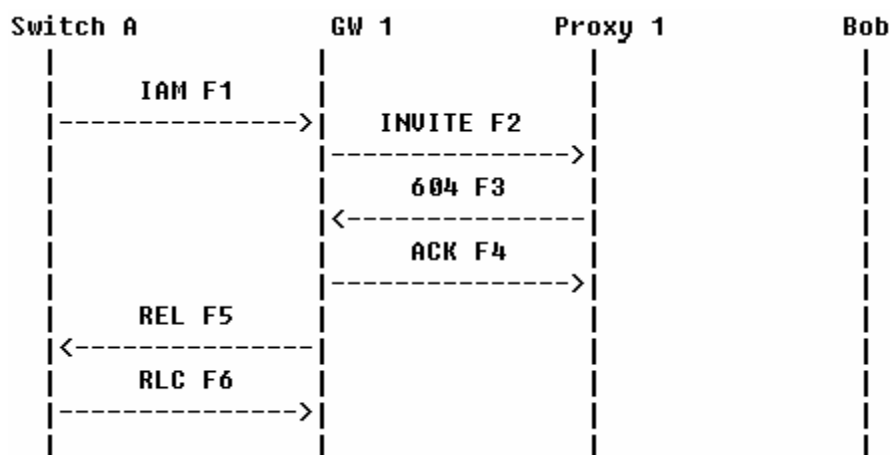 Switch A GW 1 Proxy 1 Bob
IAM F1
INVITE F2
604 F3
ACK F4
REL F5
RLC F6